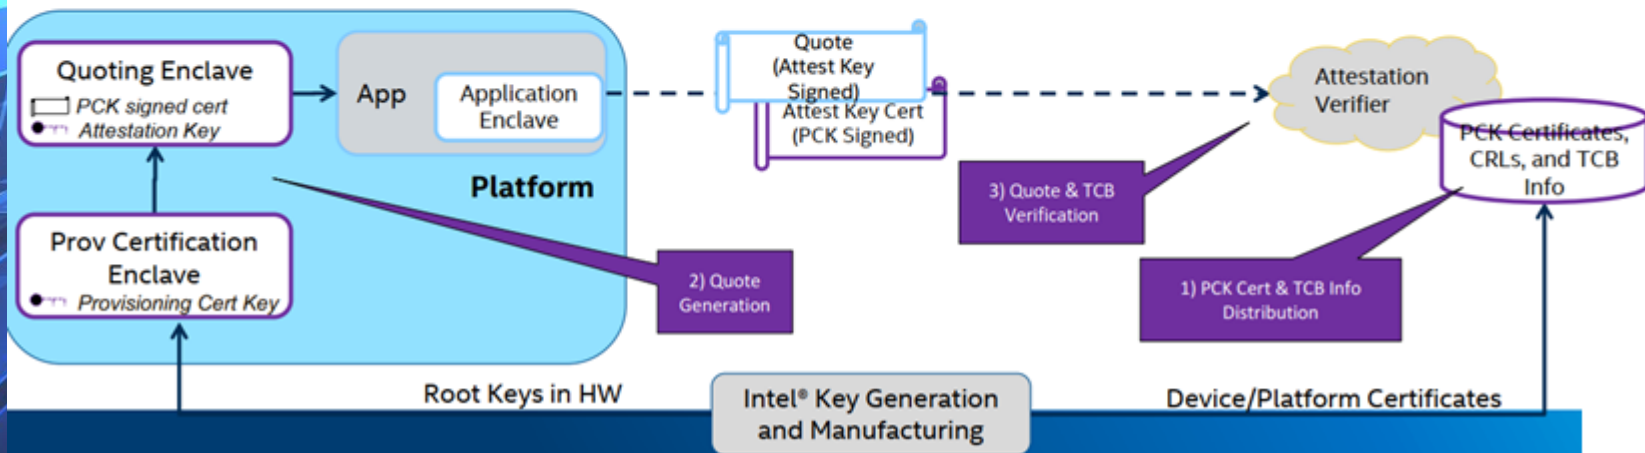 Quoting Enclave
PCK signed cert
Attestation Key
App
Application
Enclave
Platform
Prov Certification
Enclave
Provisioning Cert Key
Quote
(Attest Key
Signed)
Attest Key Cert
(PCK Signed)
2) Quote
Generation
Attestation
Verifier
PCK Certificates,
CRLs, and TCB
Info
3) Quote & TCB
Verification
1) PCK Cert & TCB Info
Distribution
Root Keys in HW
Intel® Key Generation
and Manufacturing
Device/Platform Certificates